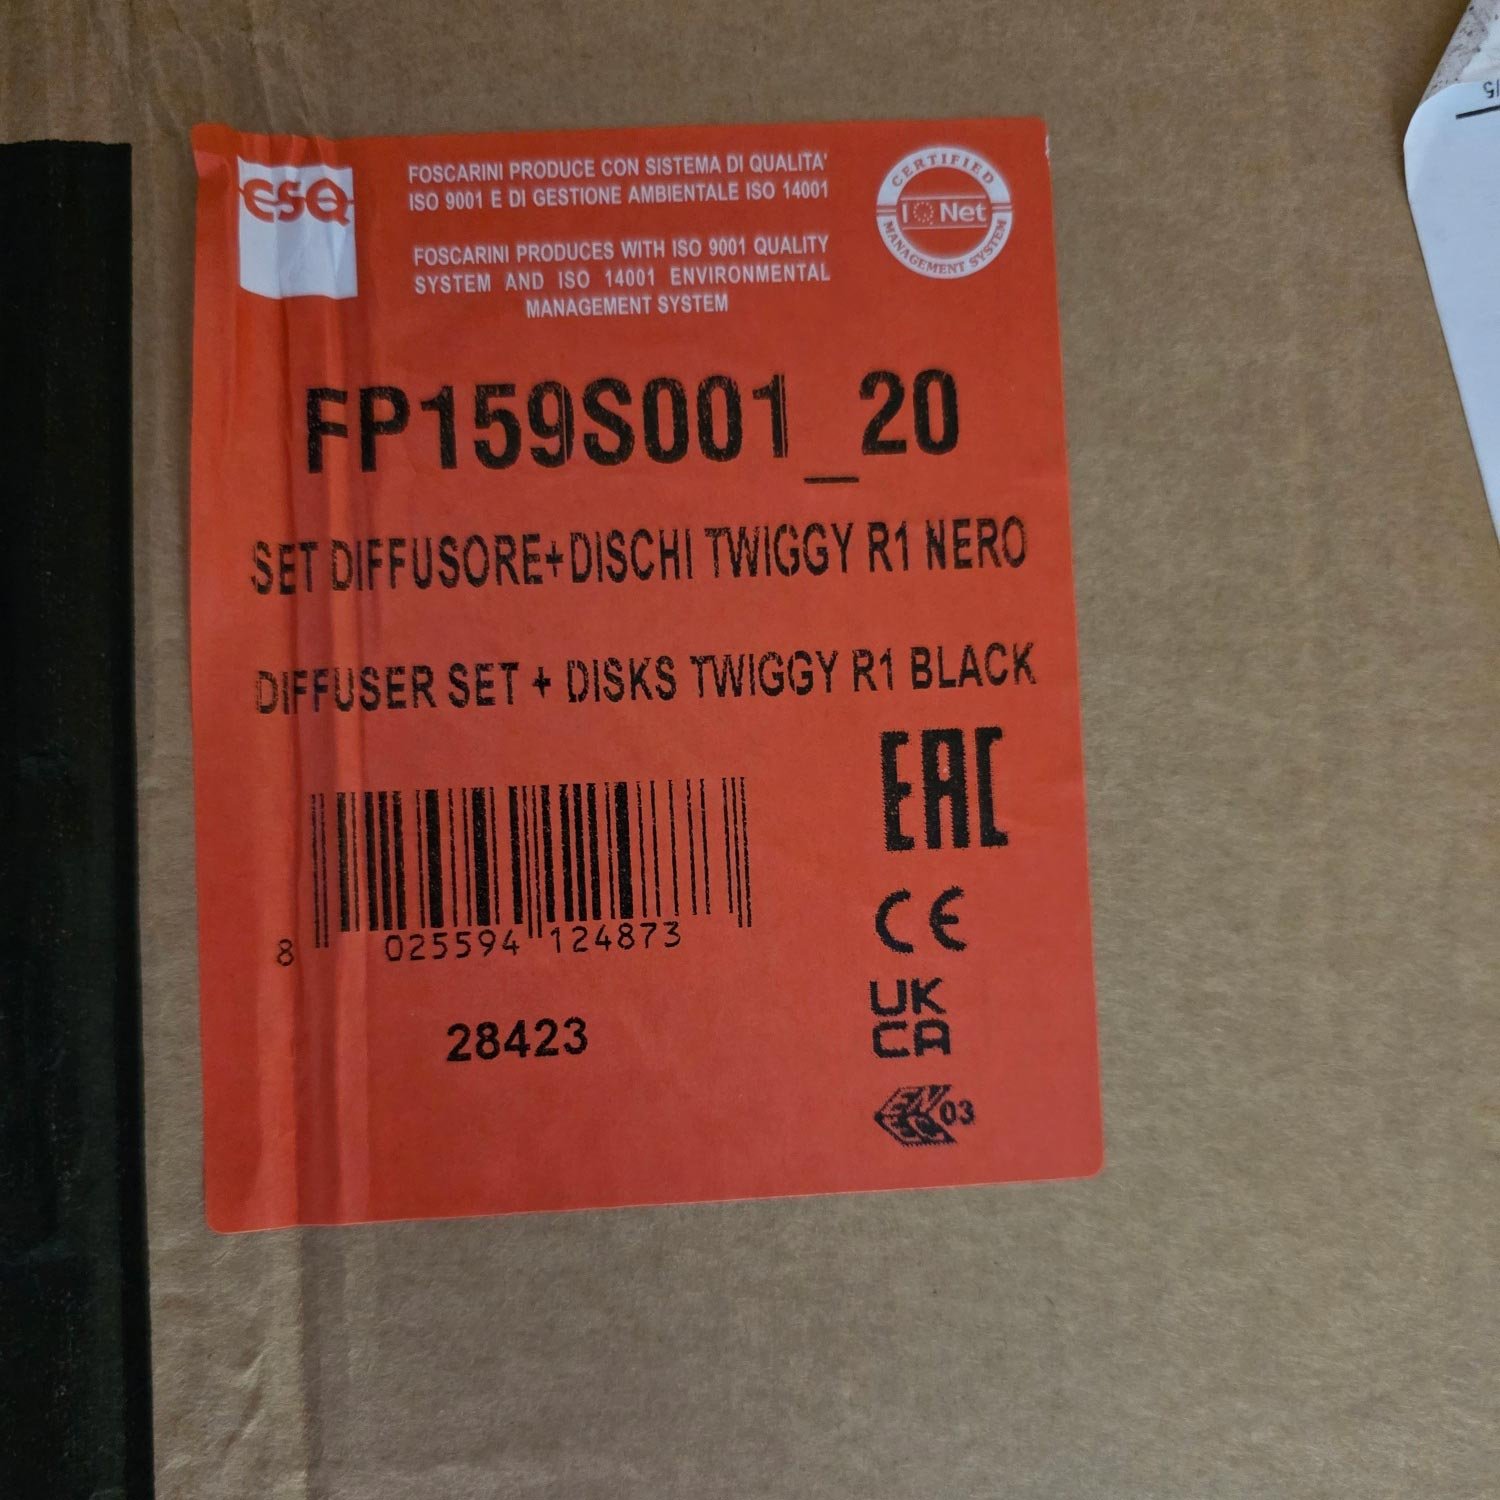 CSQ
FOSCARINI PRODUCE CON SISTEMA DI QUALITA'
ISO 9001 E DI GESTIONE AMBIENTALE ISO 14001
FOSCARINI PRODUCES WITH ISO 9001 QUALITY
SYSTEM AND ISO 14001 ENVIRONMENTAL
MANAGEMENT SYSTEM
CERTIFIED
IQNet
MANAGEMENT SYSTEM
FP159S001_20
SET DIFFUSORE+DISCHI TWIGGY R1 NERO
DIFFUSER SET + DISKS TWIGGY R1 BLACK
EAC
CE
8 025594 124873
UK
CA
28423
03